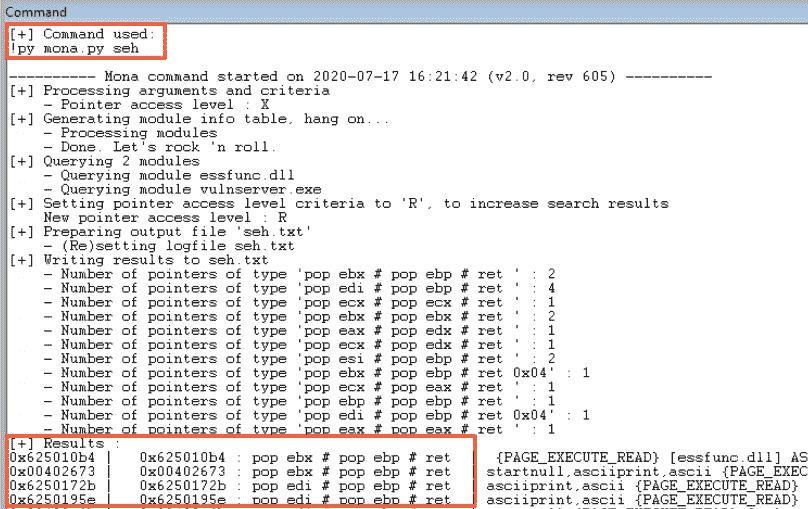 Command
[+] Command used:
!py mona.py seh
---------- Mona command started on 2020-07-17 16:21:42 (v2.0, rev 605) ----------
[+] Processing arguments and criteria
- Pointer access level : X
[+] Generating module info table, hang on...
- Processing modules
- Done. Let's rock 'n roll.
[+] Querying 2 modules
- Querying module essfunc.dll
- Querying module vulnserver.exe
[+] Setting pointer access level criteria to 'R', to increase search results
New pointer access level : R
[+] Preparing output file 'seh.txt'
- (Re)setting logfile seh.txt
[+] Writing results to seh.txt
- Number of pointers of type 'pop ebx # pop ebp # ret ' : 2
- Number of pointers of type 'pop edi # pop ebp # ret ' : 4
- Number of pointers of type 'pop ecx # pop ecx # ret ' : 1
- Number of pointers of type 'pop ebx # pop ebx # ret ' : 2
- Number of pointers of type 'pop eax # pop edx # ret ' : 1
- Number of pointers of type 'pop ecx # pop edx # ret ' : 1
- Number of pointers of type 'pop esi # pop ebp # ret ' : 2
- Number of pointers of type 'pop ebx # pop ebp # ret 0x04' : 1
- Number of pointers of type 'pop ecx # pop eax # ret ' : 1
- Number of pointers of type 'pop ebp # pop ebp # ret ' : 1
- Number of pointers of type 'pop edi # pop ebp # ret 0x04' : 1
- Number of pointers of type 'pop eax # pop eax # ret ' : 1
[+] Results :
0x625010b4 | 0x625010b4 : pop ebx # pop ebp # ret | {PAGE_EXECUTE_READ} [essfunc.dll] AS
0x00402673 | 0x00402673 : pop ebx # pop ebp # ret | startnull,asciiprint,ascii {PAGE_EXEC
0x6250172b | 0x6250172b : pop edi # pop ebp # ret | asciiprint,ascii {PAGE_EXECUTE_READ}
0x6250195e | 0x6250195e : pop edi # pop ebp # ret | asciiprint,ascii {PAGE_EXECUTE_READ}